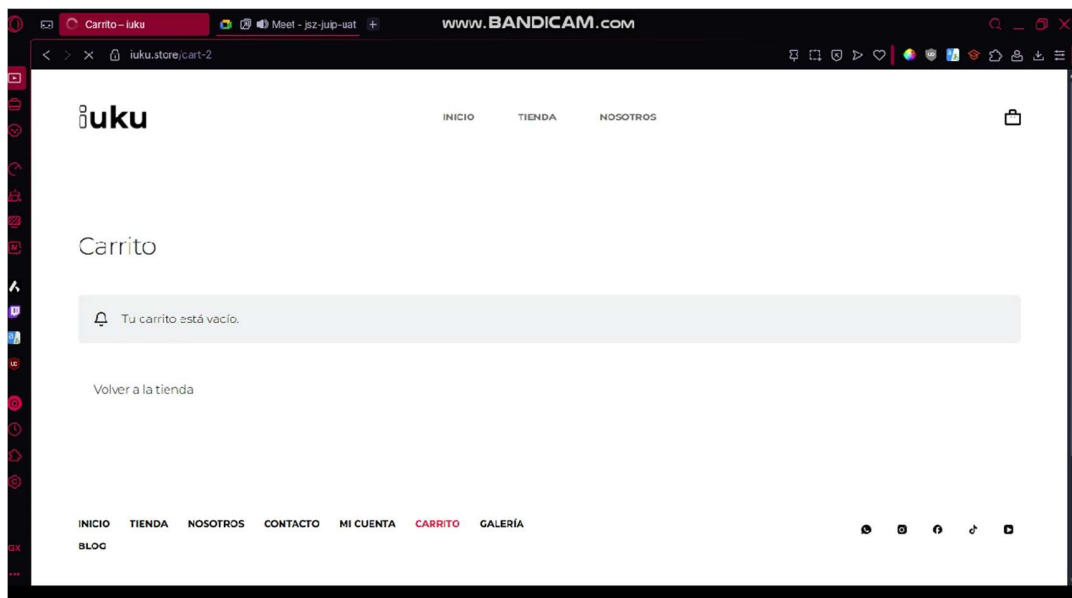 Carrito – iuku
Meet - jsz-juip-uat
www.BANDICAM.com
iuku.store/cart-2
iuku
INICIO TIENDA NOSOTROS
Carrito
Tu carrito está vacío.
Volver a la tienda
INICIO TIENDA NOSOTROS CONTACTO MI CUENTA CARRITO GALERÍA
BLOG
GX